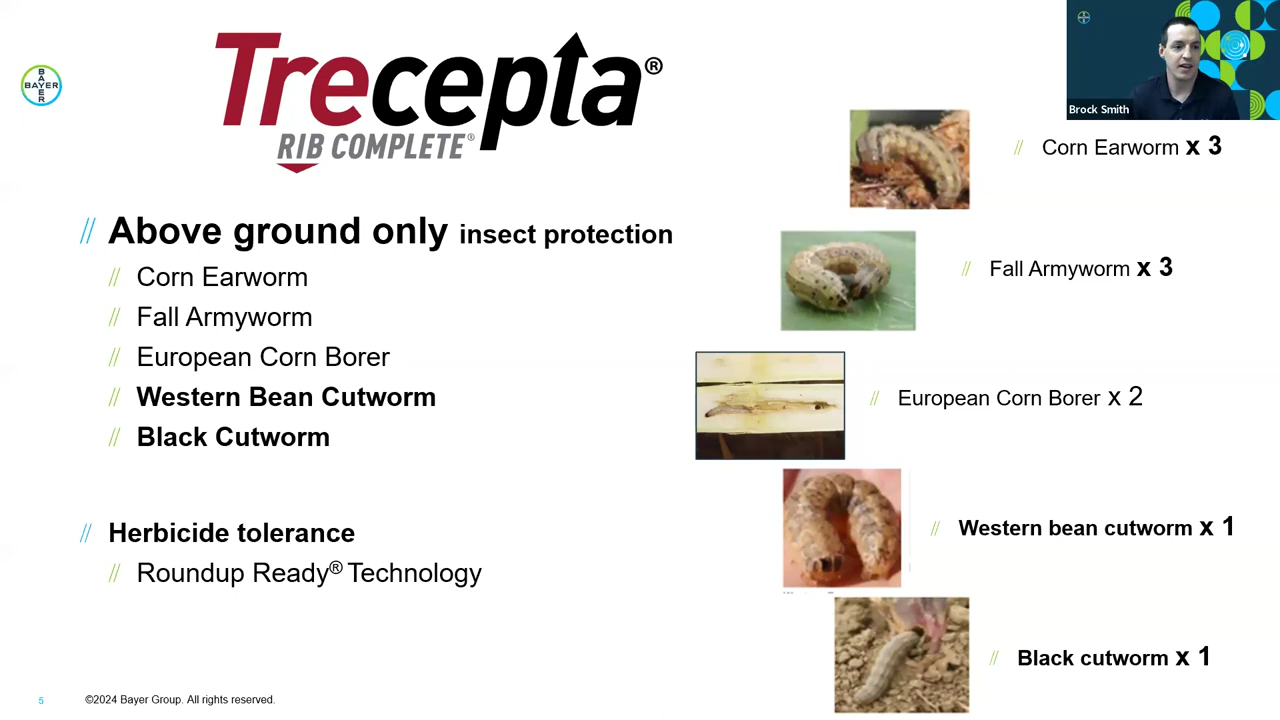 BAYER
BAYER
Trecepta®
RIB COMPLETE®
Brock Smith
// Above ground only insect protection
// Corn Earworm
// Fall Armyworm
// European Corn Borer
// Western Bean Cutworm
// Black Cutworm
// Herbicide tolerance
// Roundup Ready® Technology
// Corn Earworm x 3
// Fall Armyworm x 3
// European Corn Borer x 2
// Western bean cutworm x 1
// Black cutworm x 1
5
©2024 Bayer Group. All rights reserved.